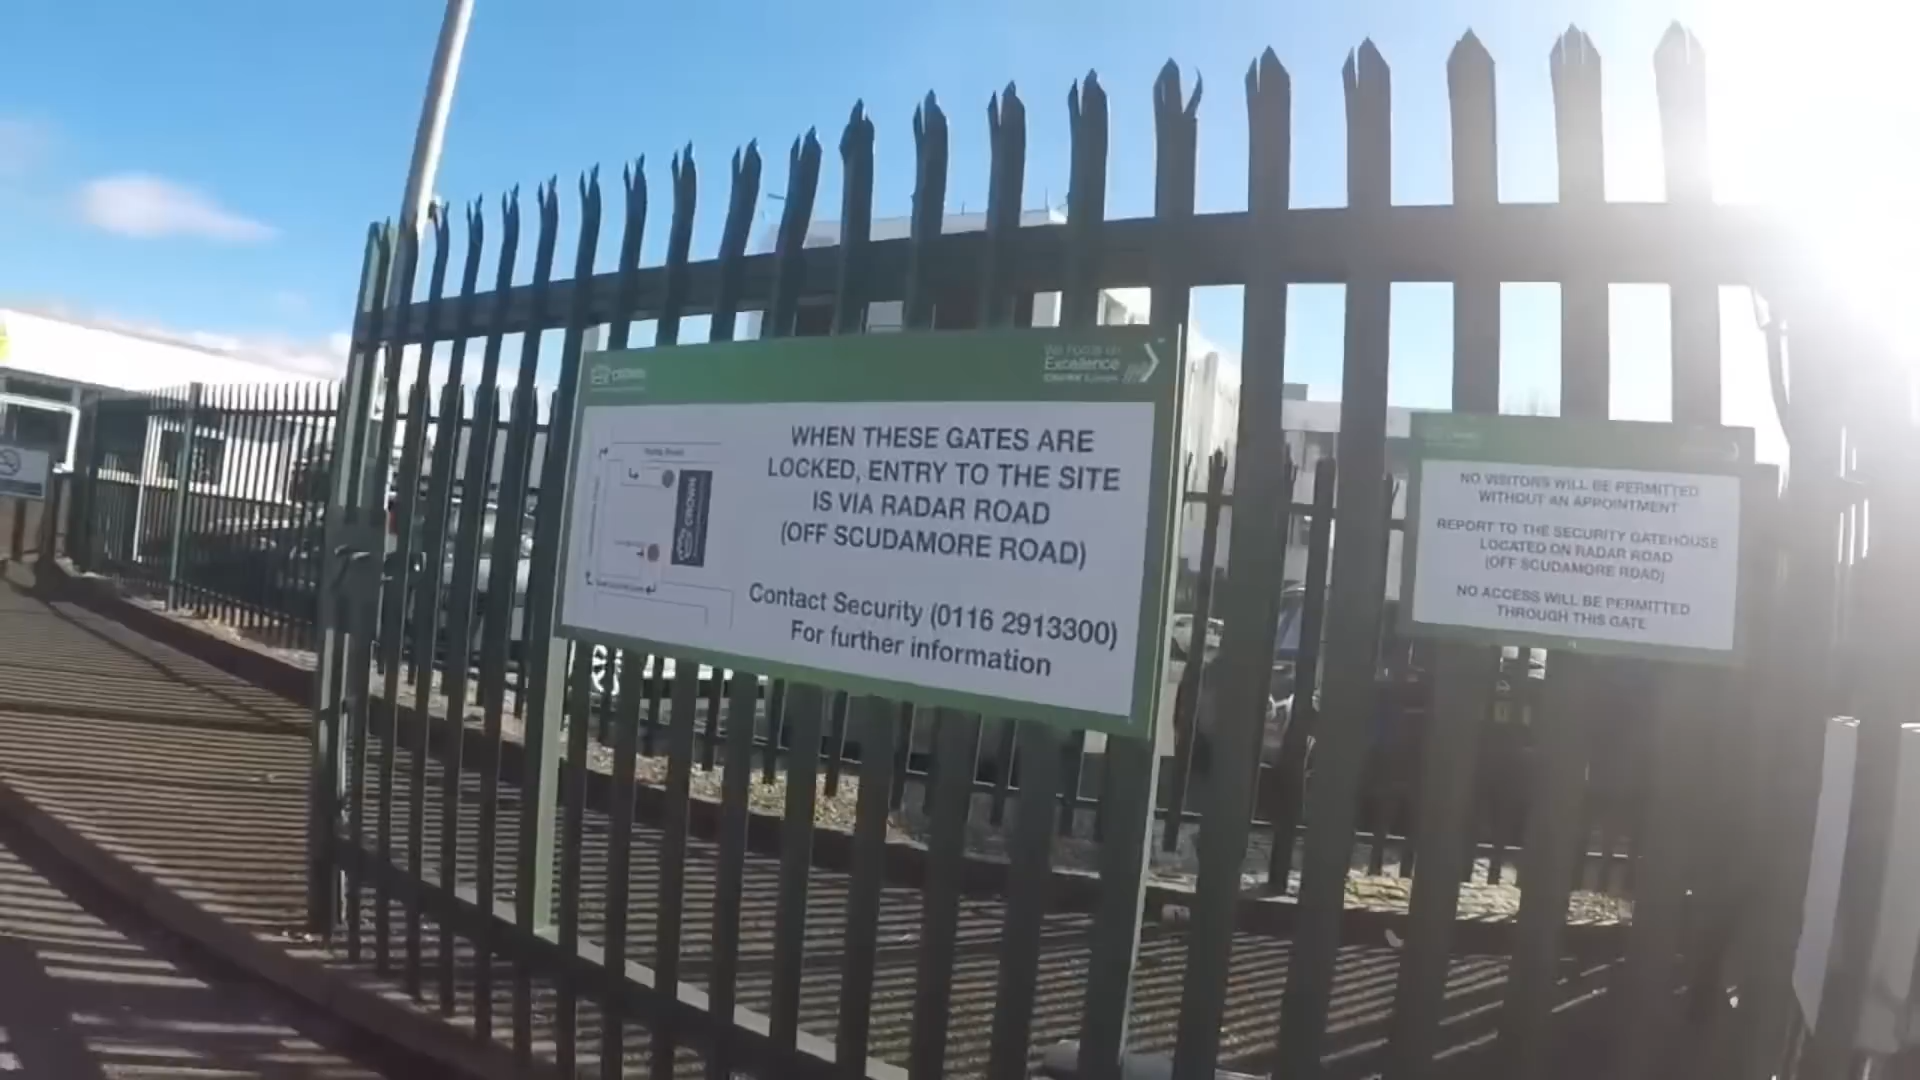 CROWN
Excellence
WHEN THESE GATES ARE
LOCKED, ENTRY TO THE SITE
IS VIA RADAR ROAD
(OFF SCUDAMORE ROAD)
Contact Security (0116 2913300)
For further information
CROWN
NO VISITORS WILL BE PERMITTED
WITHOUT AN APPOINTMENT
REPORT TO THE SECURITY GATEHOUSE
LOCATED ON RADAR ROAD
(OFF SCUDAMORE ROAD)
NO ACCESS WILL BE PERMITTED
THROUGH THIS GATE